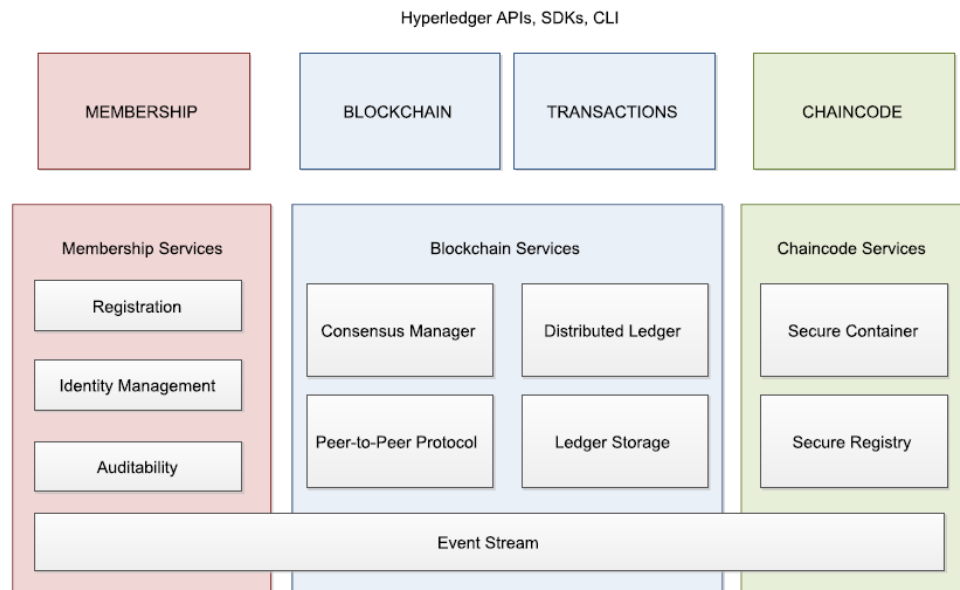 Hyperledger APIs, SDKs, CLI
MEMBERSHIP
BLOCKCHAIN
TRANSACTIONS
CHAINCODE
Membership Services
Registration
Identity Management
Auditability
Blockchain Services
Consensus Manager
Distributed Ledger
Peer-to-Peer Protocol
Ledger Storage
Chaincode Services
Secure Container
Secure Registry
Event Stream